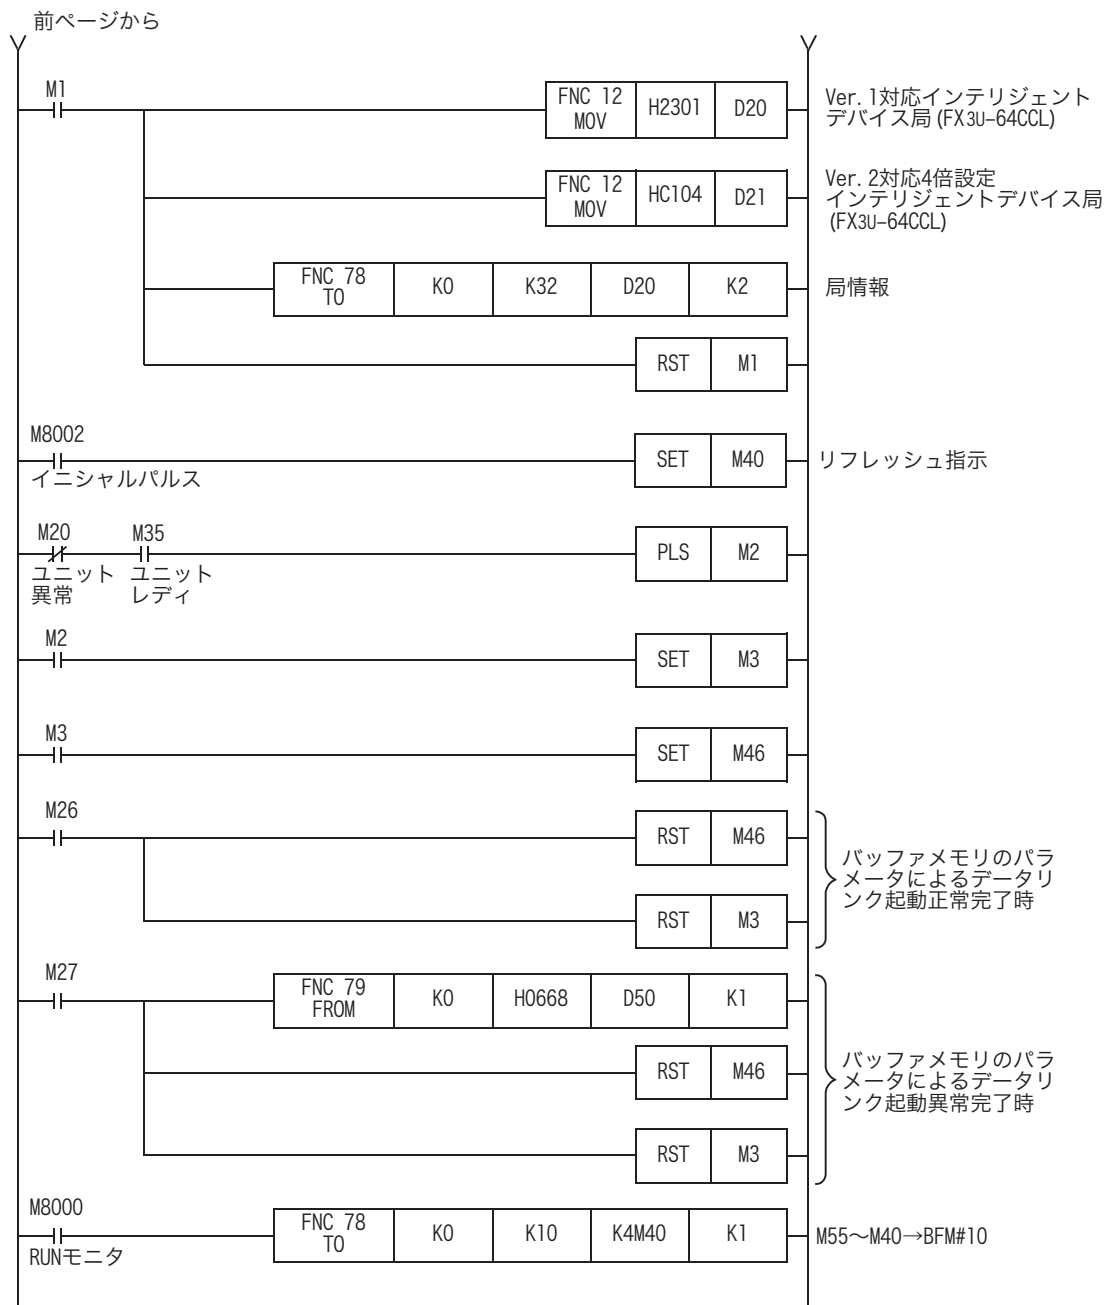 前ページから
M1
FNC 12
MOV
H2301
D20
Ver. 1対応インテリジェント
デバイス局 (FX3U-64CCL)
FNC 12
MOV
HC104
D21
Ver. 2対応4倍設定
インテリジェントデバイス局
(FX3U-64CCL)
FNC 78
TO
K0
K32
D20
K2
局情報
RST
M1
M8002
イニシャルパルス
SET
M40
リフレッシュ指示
M20
ユニット
異常
M35
ユニット
レディ
PLS
M2
M2
SET
M3
M3
SET
M46
M26
RST
M46
RST
M3
バッファメモリのパラ
メータによるデータリ
ンク起動正常完了時
M27
FNC 79
FROM
K0
H0668
D50
K1
RST
M46
RST
M3
バッファメモリのパラ
メータによるデータリ
ンク起動異常完了時
M8000
RUNモニタ
FNC 78
TO
K0
K10
K4M40
K1
M55～M40→BFM#10